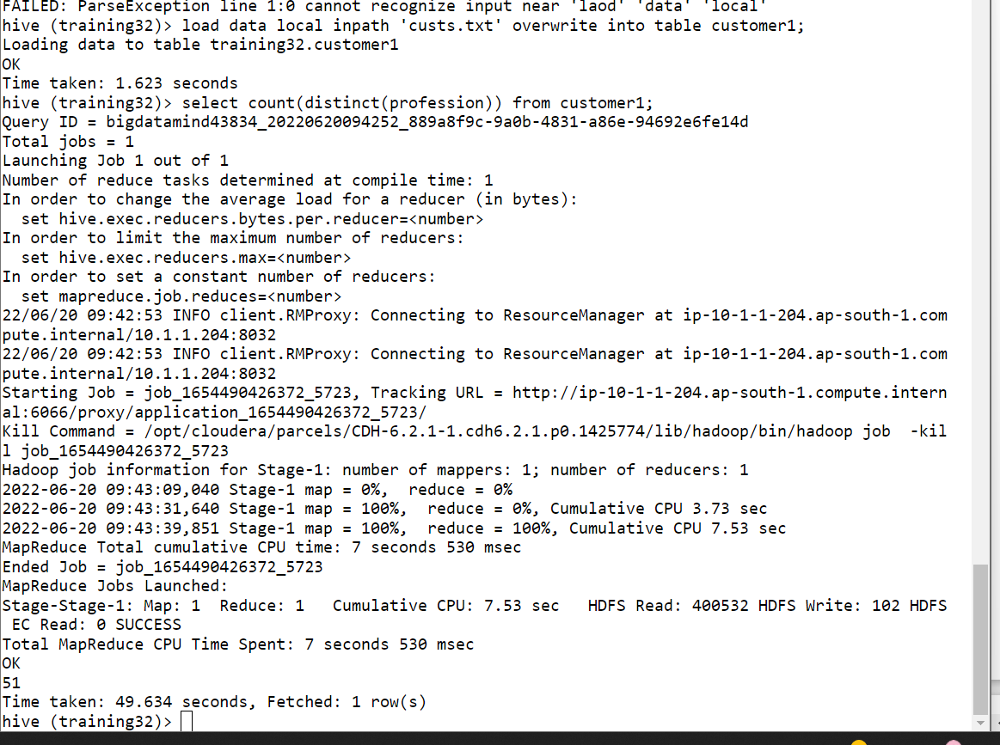 FAILED: ParseException line 1:0 cannot recognize input near 'laod' 'data' 'local'
hive (training32)> load data local inpath 'custs.txt' overwrite into table customer1;
Loading data to table training32.customer1
OK
Time taken: 1.623 seconds
hive (training32)> select count(distinct(profession)) from customer1;
Query ID = bigdatamind43834_20220620094252_889a8f9c-9a0b-4831-a86e-94692e6fe14d
Total jobs = 1
Launching Job 1 out of 1
Number of reduce tasks determined at compile time: 1
In order to change the average load for a reducer (in bytes):
  set hive.exec.reducers.bytes.per.reducer=<number>
In order to limit the maximum number of reducers:
  set hive.exec.reducers.max=<number>
In order to set a constant number of reducers:
  set mapreduce.job.reduces=<number>
22/06/20 09:42:53 INFO client.RMProxy: Connecting to ResourceManager at ip-10-1-1-204.ap-south-1.com
pute.internal/10.1.1.204:8032
22/06/20 09:42:53 INFO client.RMProxy: Connecting to ResourceManager at ip-10-1-1-204.ap-south-1.com
pute.internal/10.1.1.204:8032
Starting Job = job_1654490426372_5723, Tracking URL = http://ip-10-1-1-204.ap-south-1.compute.intern
al:6066/proxy/application_1654490426372_5723/
Kill Command = /opt/cloudera/parcels/CDH-6.2.1-1.cdh6.2.1.p0.1425774/lib/hadoop/bin/hadoop job  -kil
l job_1654490426372_5723
Hadoop job information for Stage-1: number of mappers: 1; number of reducers: 1
2022-06-20 09:43:09,040 Stage-1 map = 0%,  reduce = 0%
2022-06-20 09:43:31,640 Stage-1 map = 100%,  reduce = 0%, Cumulative CPU 3.73 sec
2022-06-20 09:43:39,851 Stage-1 map = 100%,  reduce = 100%, Cumulative CPU 7.53 sec
MapReduce Total cumulative CPU time: 7 seconds 530 msec
Ended Job = job_1654490426372_5723
MapReduce Jobs Launched:
Stage-Stage-1: Map: 1  Reduce: 1   Cumulative CPU: 7.53 sec   HDFS Read: 400532 HDFS Write: 102 HDFS
 EC Read: 0 SUCCESS
Total MapReduce CPU Time Spent: 7 seconds 530 msec
OK
51
Time taken: 49.634 seconds, Fetched: 1 row(s)
hive (training32)>